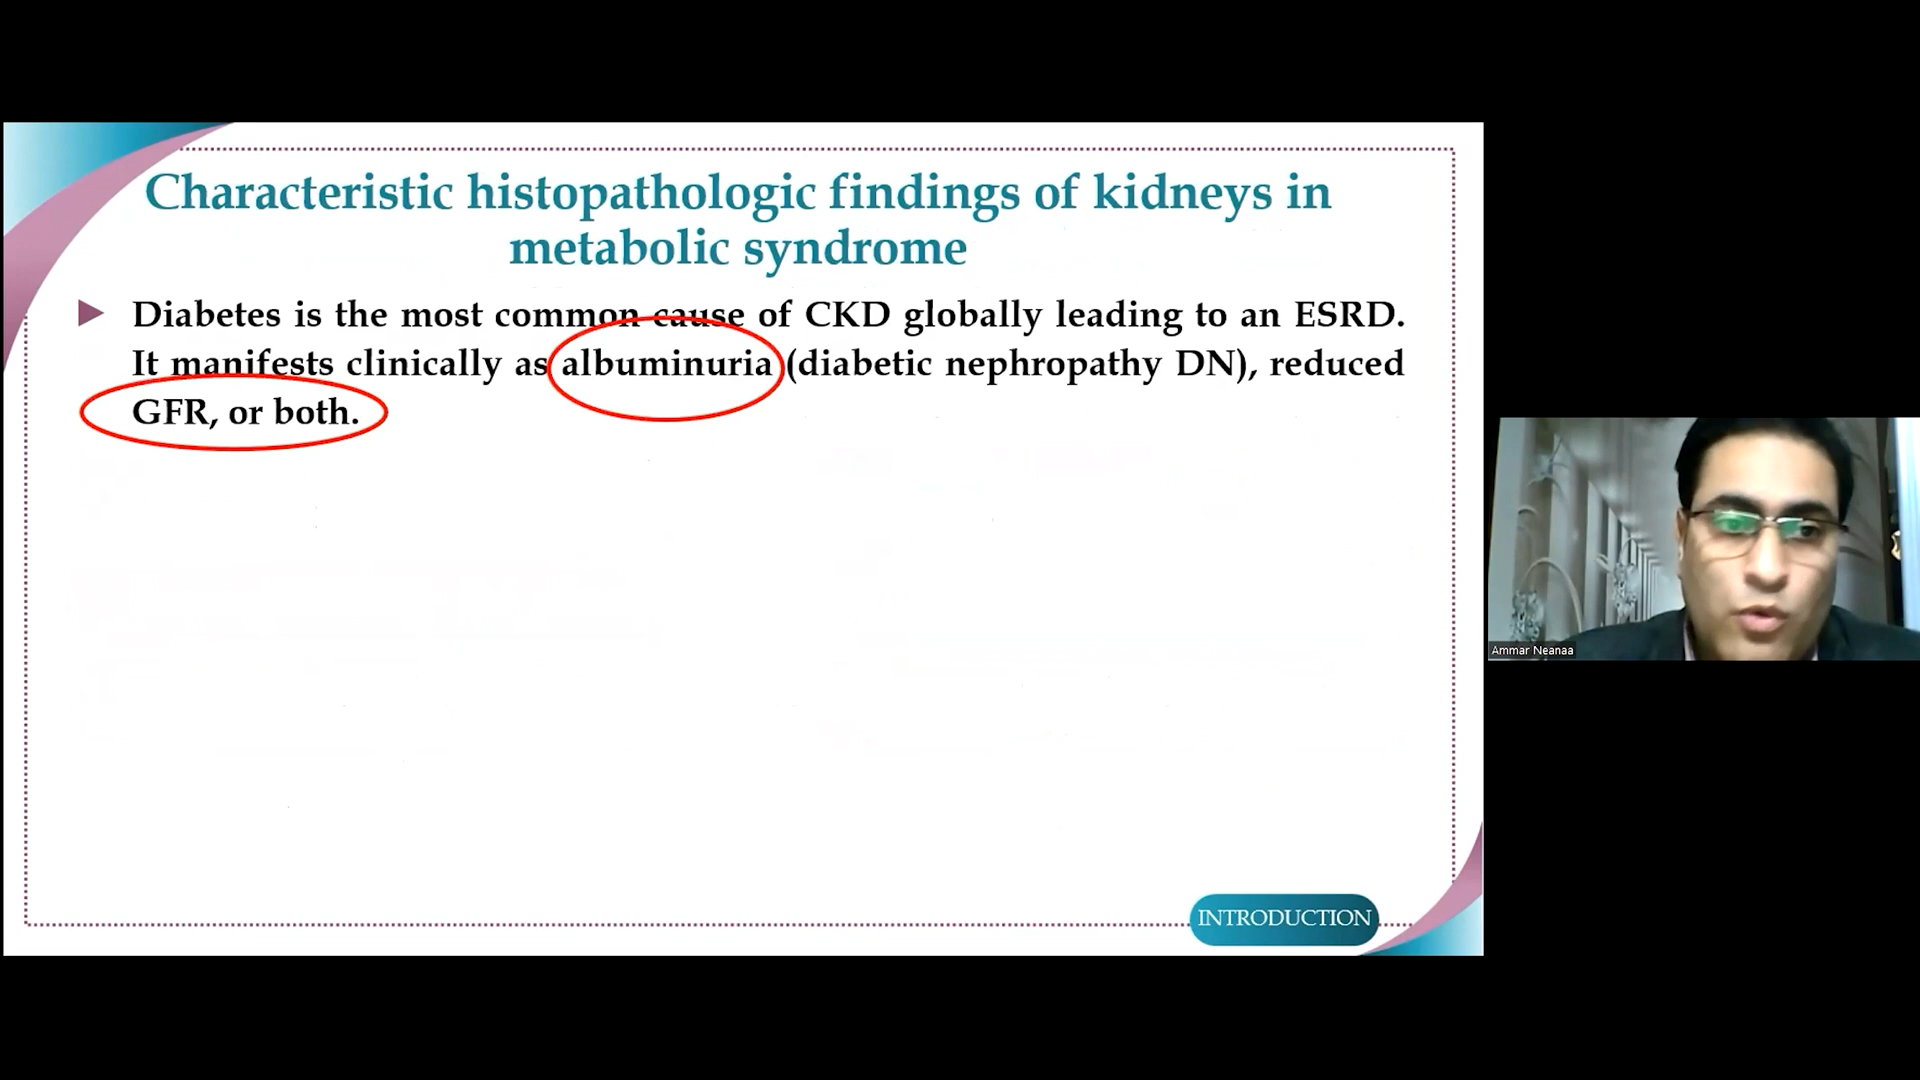 Characteristic histopathologic findings of kidneys in
metabolic syndrome
Diabetes is the most common cause of CKD globally leading to an ESRD.
It manifests clinically as albuminuria (diabetic nephropathy DN), reduced
GFR, or both.
Ammar Neanaa
INTRODUCTION